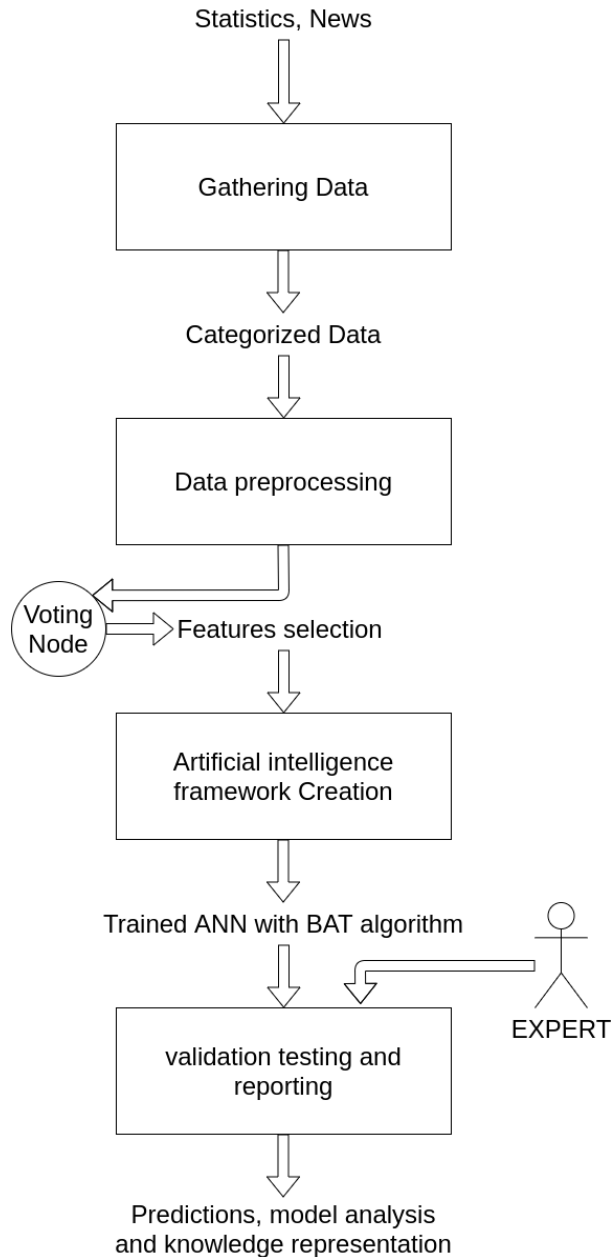 Statistics, News
Gathering Data
Categorized Data
Data preprocessing
Voting
Node
Features selection
Artificial intelligence
framework Creation
Trained ANN with BAT algorithm
EXPERT
validation testing and
reporting
Predictions, model analysis
and knowledge representation